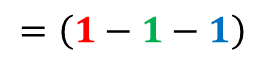 = (1 − 1 − 1)